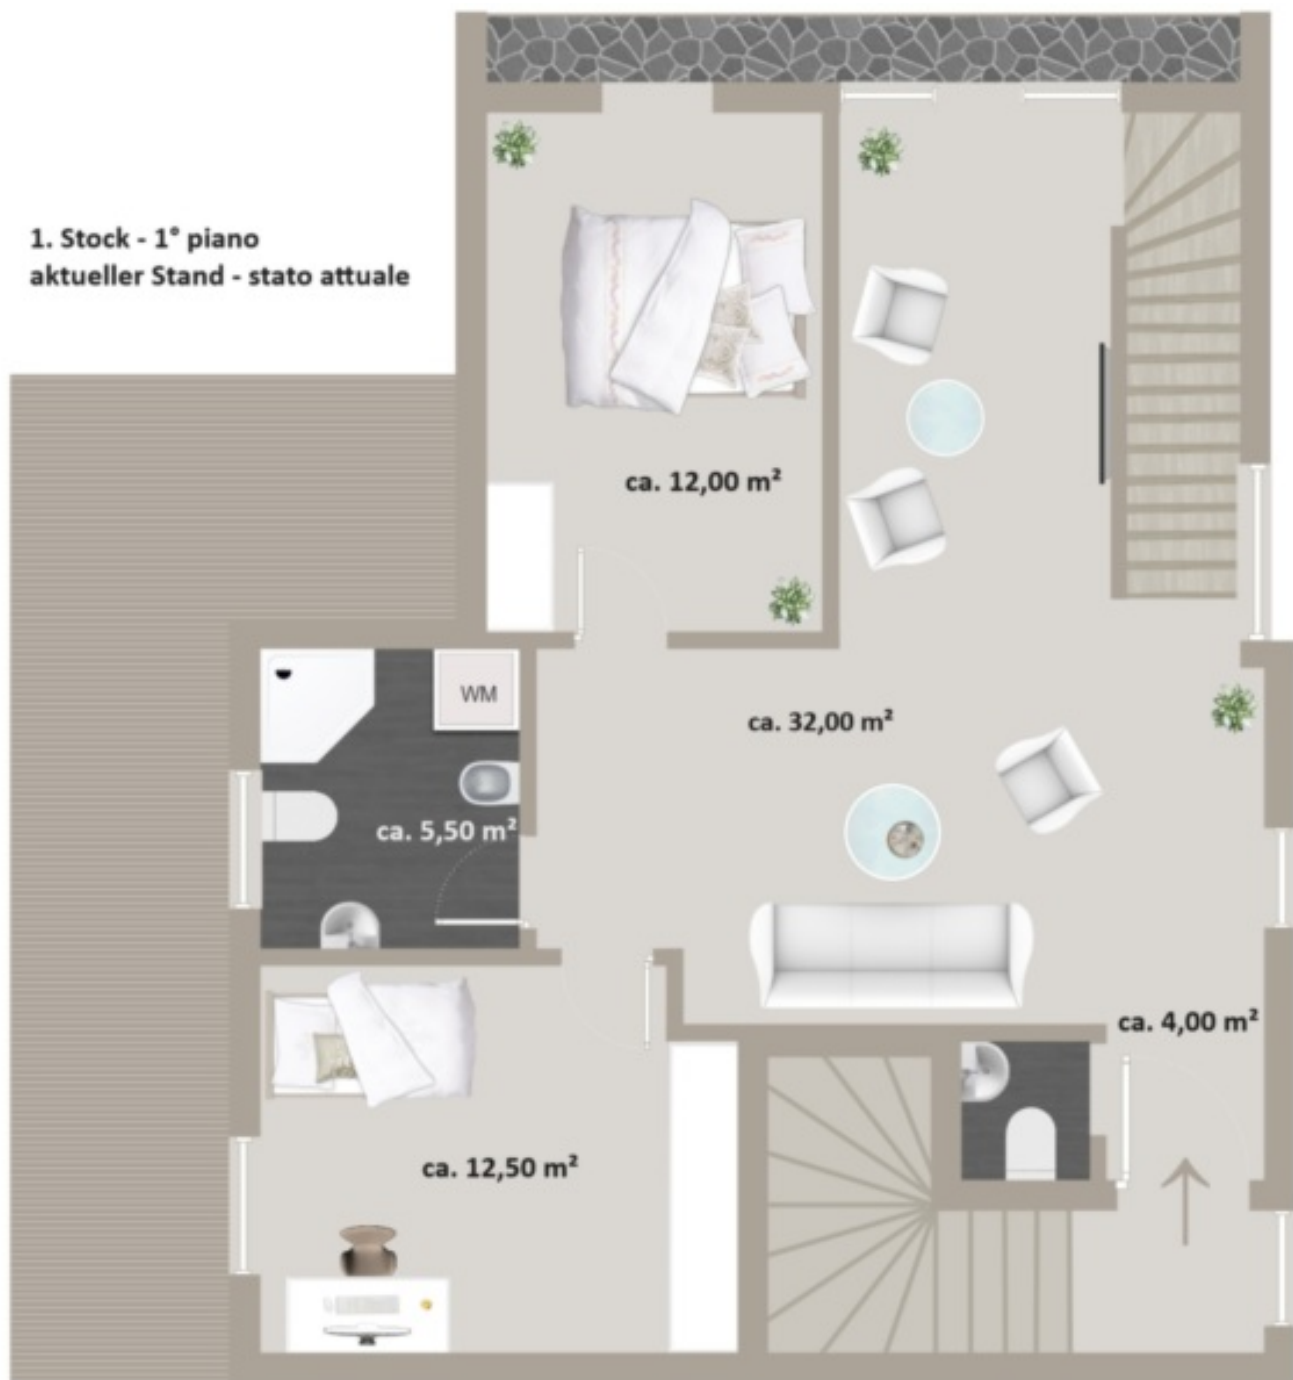 1. Stock - 1° piano
aktueller Stand - stato attuale
ca. 12,00 m²
WM
ca. 32,00 m²
ca. 5,50 m²
ca. 4,00 m²
ca. 12,50 m²